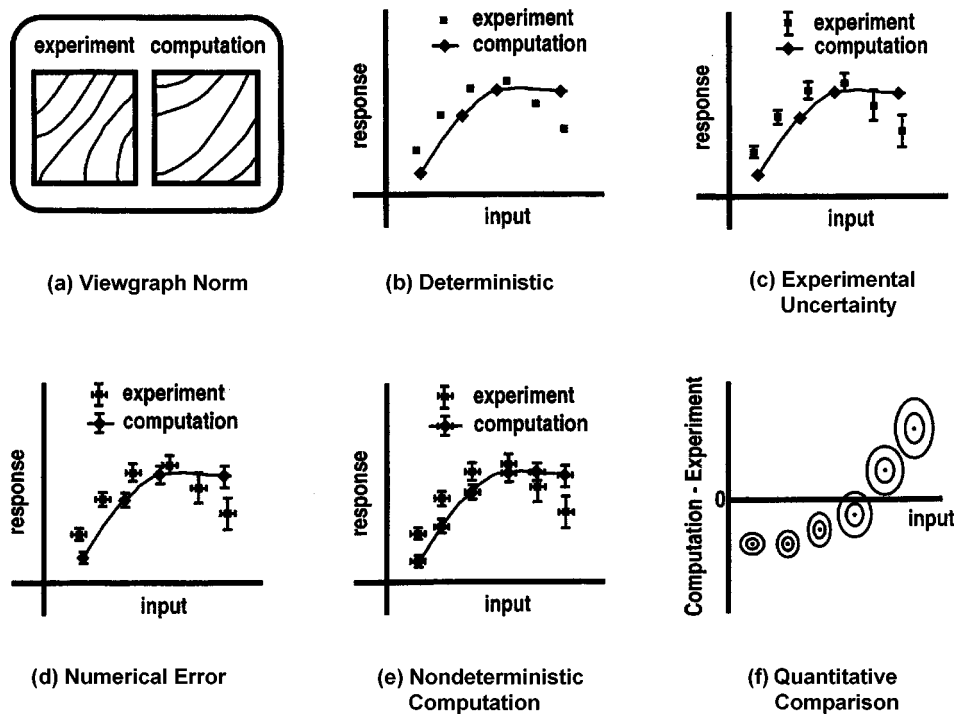 experiment computation
(a) Viewgraph Norm
experiment
computation
response
input
(b) Deterministic
experiment
computation
response
input
(c) Experimental
Uncertainty
experiment
computation
response
input
(d) Numerical Error
experiment
computation
response
input
(e) Nondeterministic
Computation
Computation - Experiment
0
input
(f) Quantitative
Comparison